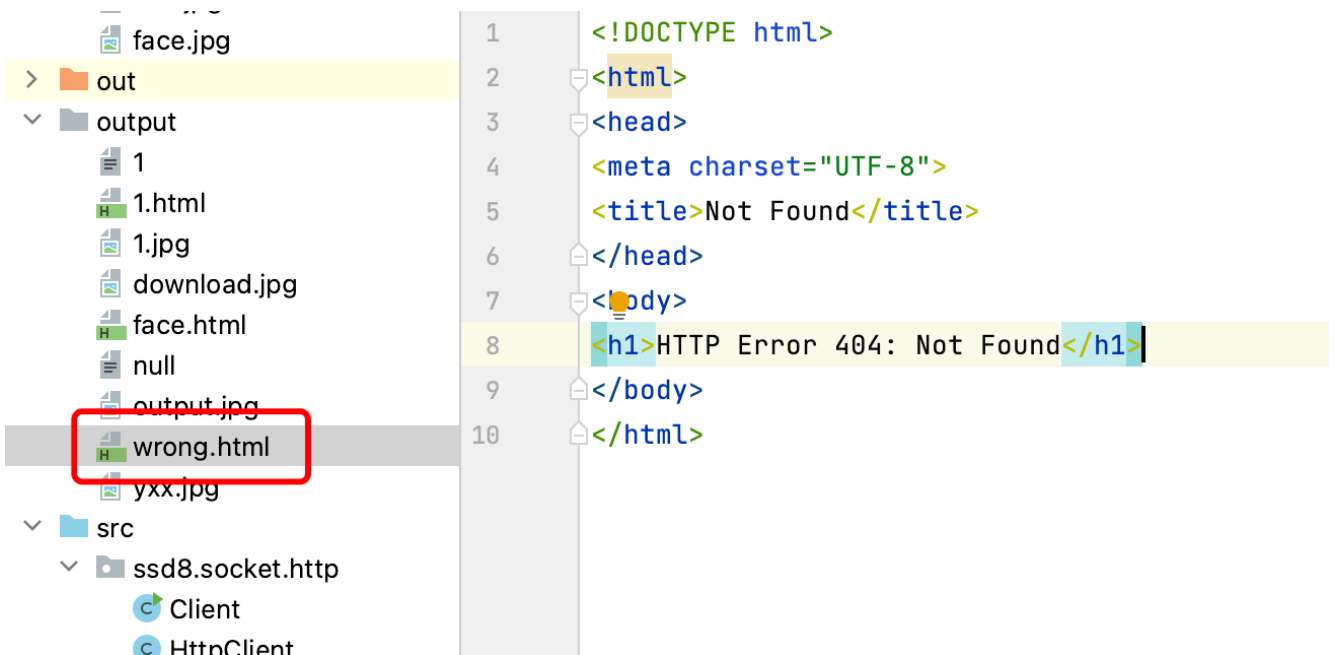 face.jpg
out
output
1
1.html
1.jpg
download.jpg
face.html
null
output.jpg
wrong.html
yxx.jpg
src
ssd8.socket.http
Client
HttpClient
1 <!DOCTYPE html>
2 <html>
3 <head>
4 <meta charset="UTF-8">
5 <title>Not Found</title>
6 </head>
7 <body>
8 <h1>HTTP Error 404: Not Found</h1>
9 </body>
10 </html>